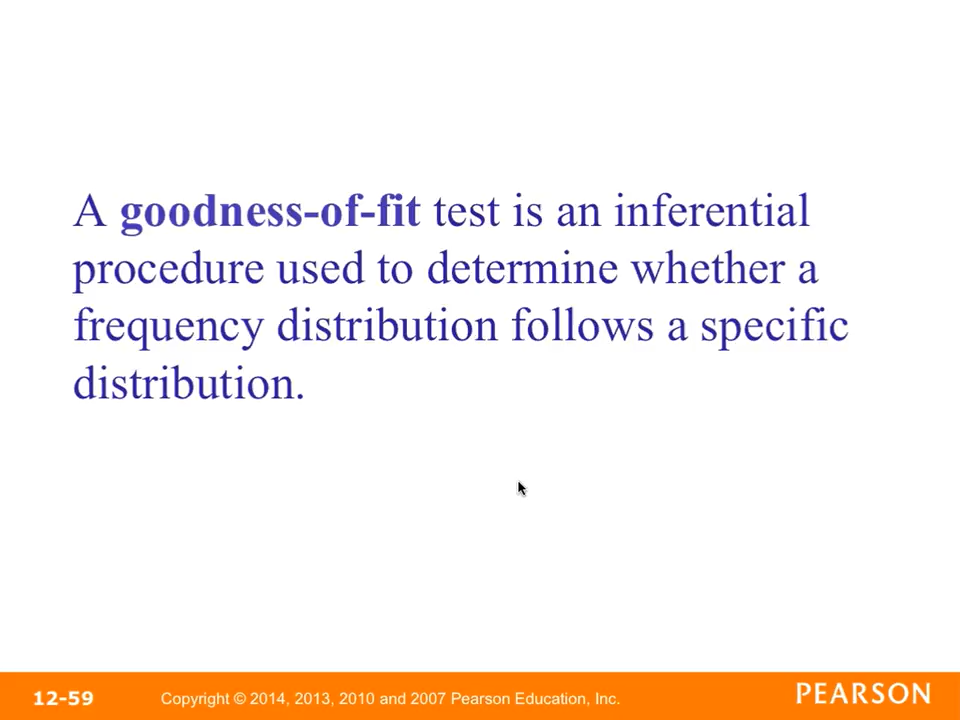 A goodness-of-fit test is an inferential
procedure used to determine whether a
frequency distribution follows a specific
distribution.
12-59
Copyright © 2014, 2013, 2010 and 2007 Pearson Education, Inc.
PEARSON